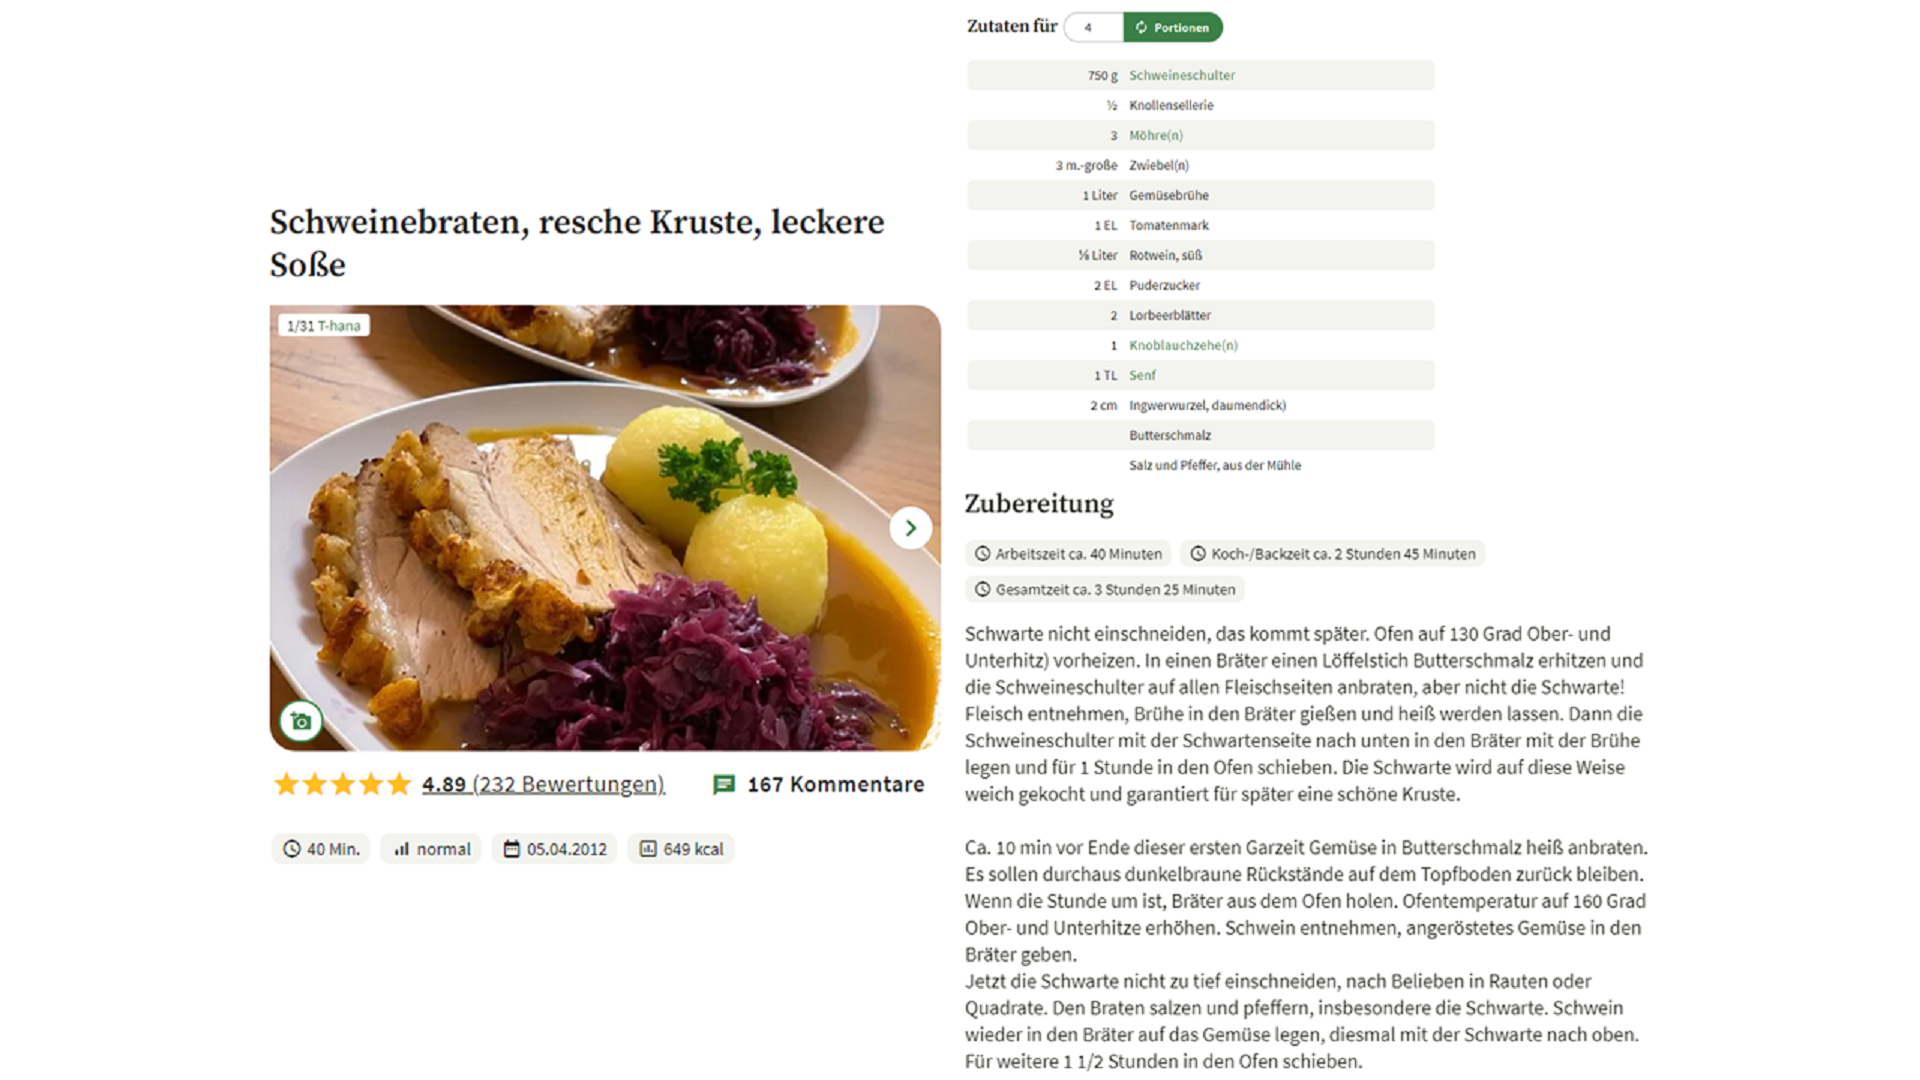 Schweinebraten, resche Kruste, leckere
Soße
1/31 T-hana
4.89 (232 Bewertungen)
167 Kommentare
40 Min.
normal
05.04.2012
649 kcal
Zutaten für 4 Portionen
750 g Schweineschulter
½ Knollensellerie
3 Möhre(n)
3 m.-große Zwiebel(n)
1 Liter Gemüsebrühe
1 EL Tomatenmark
Liter Rotwein, süß
2 EL Puderzucker
2 Lorbeerblätter
1 Knoblauchzehe(n)
1 TL Senf
2 cm Ingwerwurzel, daumendick)
Butterschmalz
Salz und Pfeffer, aus der Mühle
Zubereitung
Arbeitszeit ca. 40 Minuten
Koch-/Backzeit ca. 2 Stunden 45 Minuten
Gesamtzeit ca. 3 Stunden 25 Minuten
Schwarte nicht einschneiden, das kommt später. Ofen auf 130 Grad Ober- und
Unterhitz) vorheizen. In einen Bräter einen Löffelstich Butterschmalz erhitzen und
die Schweineschulter auf allen Fleischseiten anbraten, aber nicht die Schwarte!
Fleisch entnehmen, Brühe in den Bräter gießen und heiß werden lassen. Dann die
Schweineschulter mit der Schwartenseite nach unten in den Bräter mit der Brühe
legen und für 1 Stunde in den Ofen schieben. Die Schwarte wird auf diese Weise
weich gekocht und garantiert für später eine schöne Kruste.
Ca. 10 min vor Ende dieser ersten Garzeit Gemüse in Butterschmalz heiß anbraten.
Es sollen durchaus dunkelbraune Rückstände auf dem Topfboden zurück bleiben.
Wenn die Stunde um ist, Bräter aus dem Ofen holen. Ofentemperatur auf 160 Grad
Ober- und Unterhitze erhöhen. Schwein entnehmen, angeröstetes Gemüse in den
Bräter geben.
Jetzt die Schwarte nicht zu tief einschneiden, nach Belieben in Rauten oder
Quadrate. Den Braten salzen und pfeffern, insbesondere die Schwarte. Schwein
wieder in den Bräter auf das Gemüse legen, diesmal mit der Schwarte nach oben.
Für weitere 1 1/2 Stunden in den Ofen schieben.